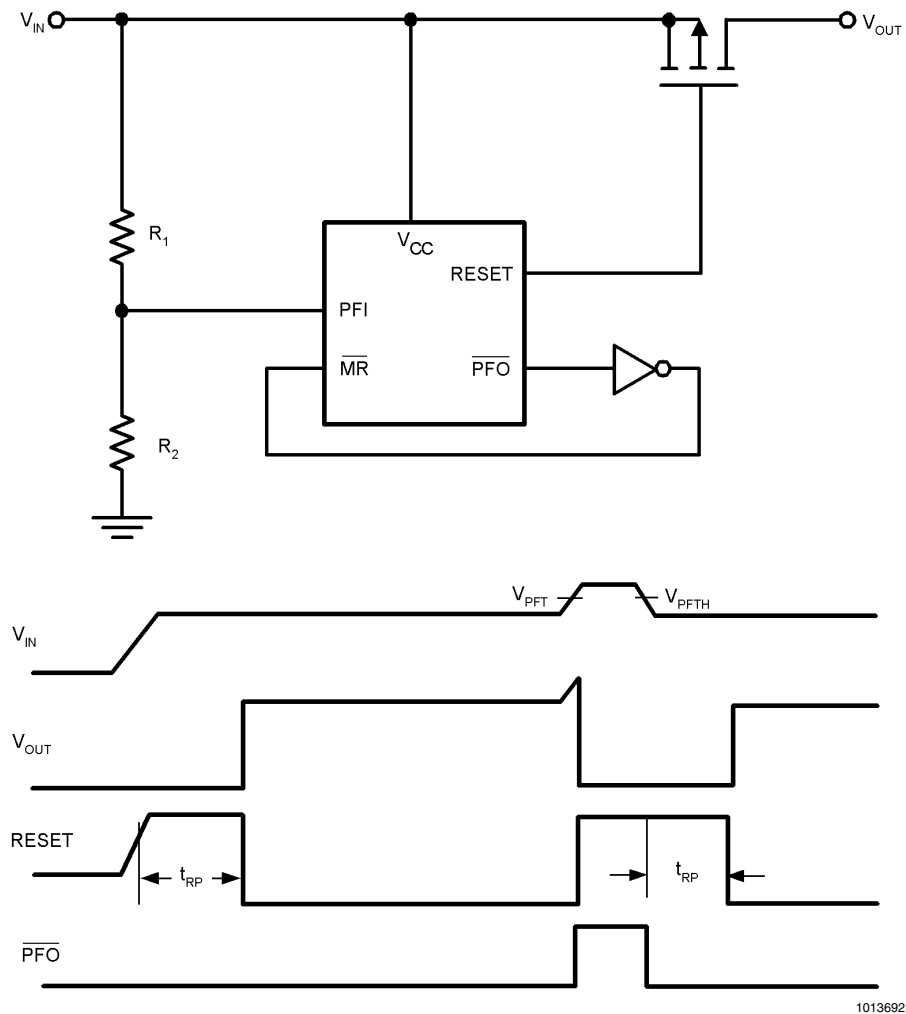 VIN
VOUT
R1
VCC
RESET
PFI
MR
PFO
R2
VPFT
VPFTH
VIN
VOUT
RESET
tRP
tRP
PFO
1013692